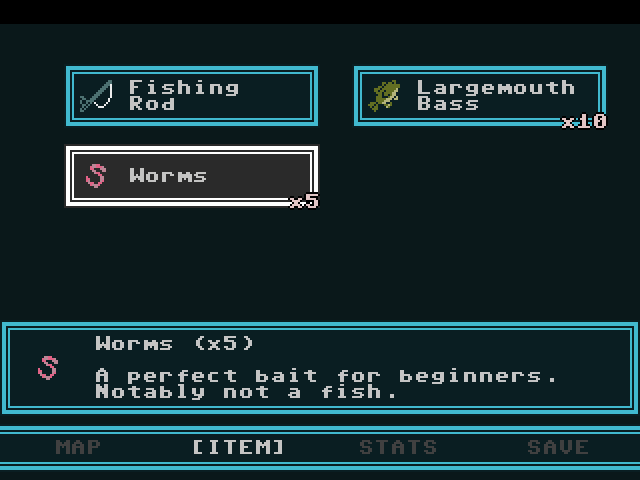 Fishing
Rod
Largemouth
Bass
x10
Worms
x5
Worms (x5)
A perfect bait for beginners.
Notably not a fish.
MAP [ITEM] STATS SAVE